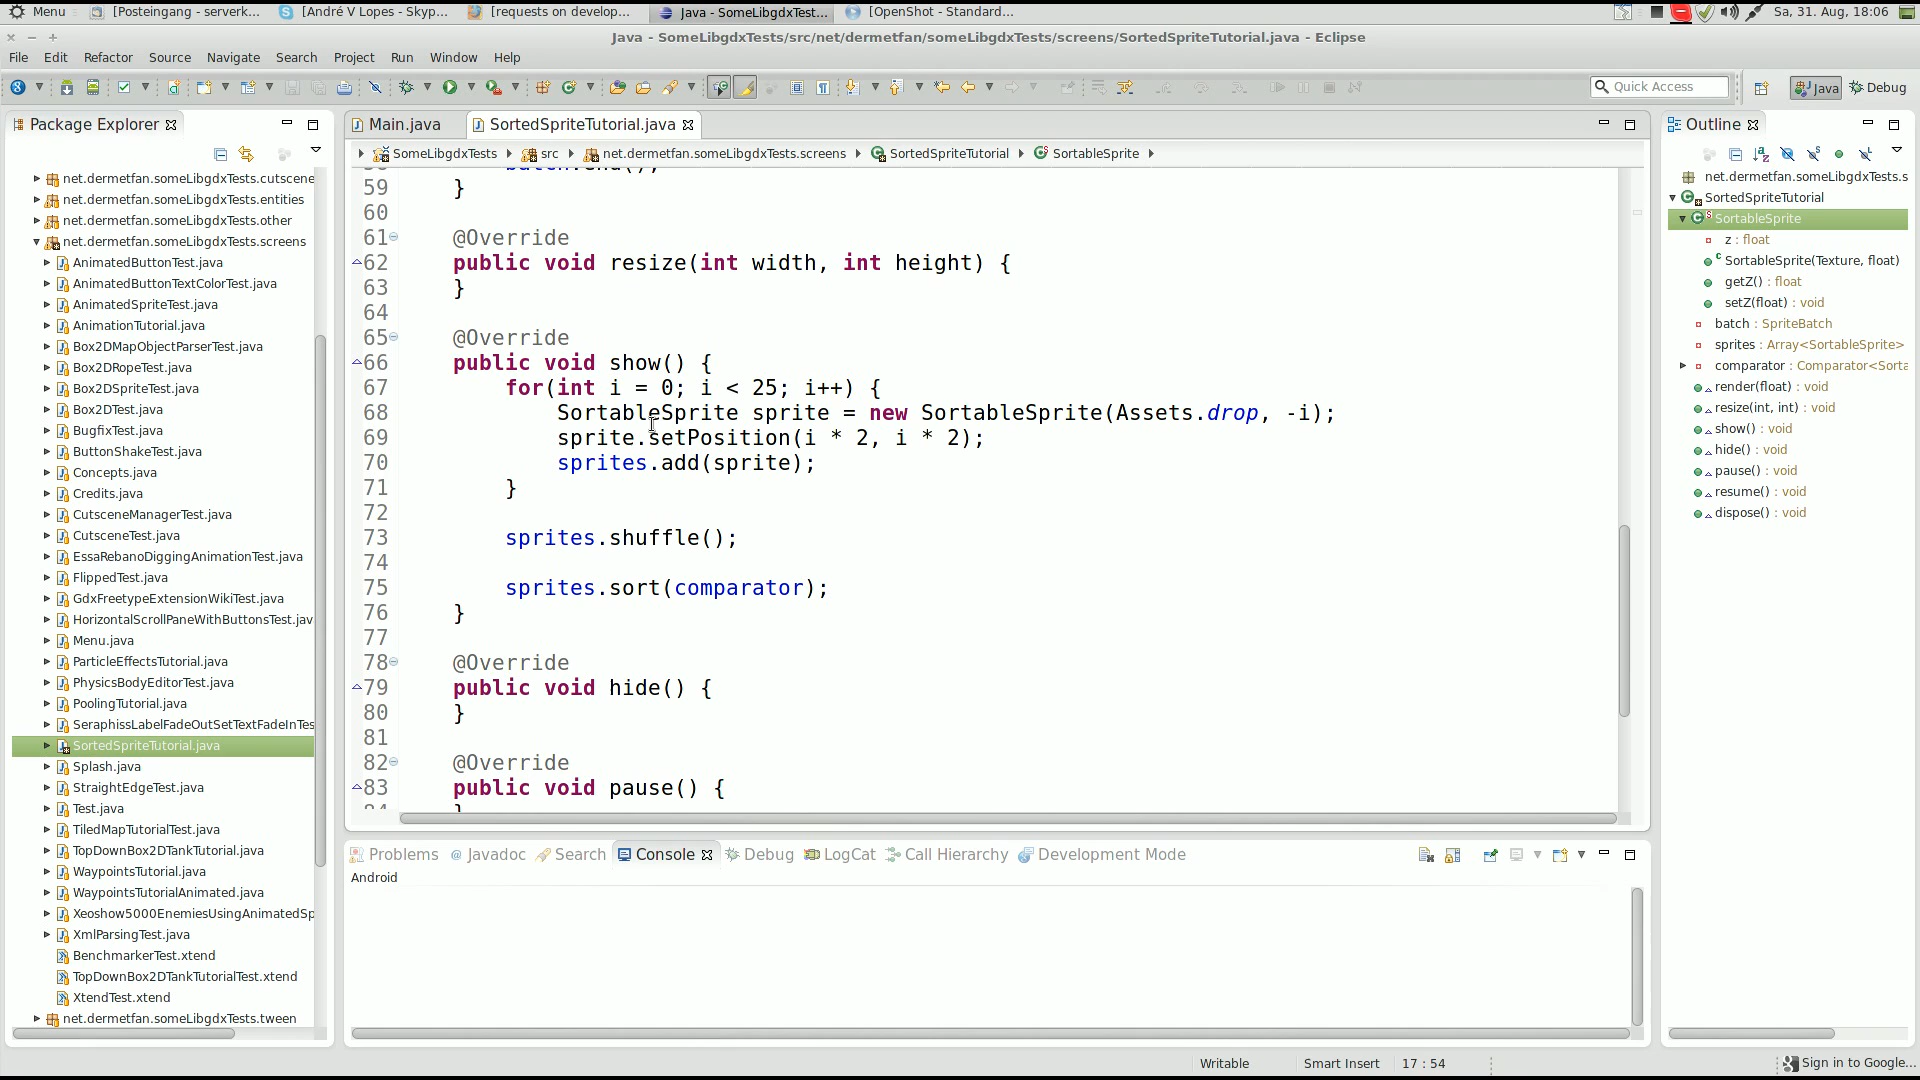 Menu [Posteingang - serverk... [André V Lopes - Skyp... [requests on develop... Java - SomeLibgdxTest... [OpenShot - Standard... Sa, 31. Aug, 18:06
Java - SomeLibgdxTests/src/net/dermetfan/someLibgdxTests/screens/SortedSpriteTutorial.java - Eclipse
File Edit Refactor Source Navigate Search Project Run Window Help
Quick Access Java Debug
Package Explorer
net.dermetfan.someLibgdxTests.cutscene
net.dermetfan.someLibgdxTests.entities
net.dermetfan.someLibgdxTests.other
net.dermetfan.someLibgdxTests.screens
AnimatedButtonTest.java
AnimatedButtonTextColorTest.java
AnimatedSpriteTest.java
AnimationTutorial.java
Box2DMapObjectParserTest.java
Box2DRopeTest.java
Box2DSpriteTest.java
Box2DTest.java
BugfixTest.java
ButtonShakeTest.java
Concepts.java
Credits.java
CutsceneManagerTest.java
CutsceneTest.java
EssaRebanoDiggingAnimationTest.java
FlippedTest.java
GdxFreetypeExtensionWikiTest.java
HorizontalScrollPaneWithButtonsTest.jav
Menu.java
ParticleEffectsTutorial.java
PhysicsBodyEditorTest.java
PoolingTutorial.java
SeraphissLabelFadeOutSetTextFadeInTes
SortedSpriteTutorial.java
Splash.java
StraightEdgeTest.java
Test.java
TiledMapTutorialTest.java
TopDownBox2DTankTutorial.java
WaypointsTutorial.java
WaypointsTutorialAnimated.java
Xeoshow5000EnemiesUsingAnimatedSp
XmlParsingTest.java
BenchmarkerTest.xtend
TopDownBox2DTankTutorialTest.xtend
XtendTest.xtend
net.dermetfan.someLibgdxTests.tween
Main.java SortedSpriteTutorial.java
SomeLibgdxTests src net.dermetfan.someLibgdxTests.screens SortedSpriteTutorial SortableSprite
58 batch.end();
59 }
60
61 @Override
62 public void resize(int width, int height) {
63 }
64
65 @Override
66 public void show() {
67 for(int i = 0; i < 25; i++) {
68 SortableSprite sprite = new SortableSprite(Assets.drop, -i);
69 sprite.setPosition(i * 2, i * 2);
70 sprites.add(sprite);
71 }
72
73 sprites.shuffle();
74
75 sprites.sort(comparator);
76 }
77
78 @Override
79 public void hide() {
80 }
81
82 @Override
83 public void pause() {
84 }
Problems Javadoc Search Console Debug LogCat Call Hierarchy Development Mode
Android
Outline
net.dermetfan.someLibgdxTests.s
SortedSpriteTutorial
SortableSprite
z : float
SortableSprite(Texture, float)
getZ() : float
setZ(float) : void
batch : SpriteBatch
sprites : Array<SortableSprite>
comparator : Comparator<Sorta
render(float) : void
resize(int, int) : void
show() : void
hide() : void
pause() : void
resume() : void
dispose() : void
Writable Smart Insert 17 : 54 Sign in to Google...